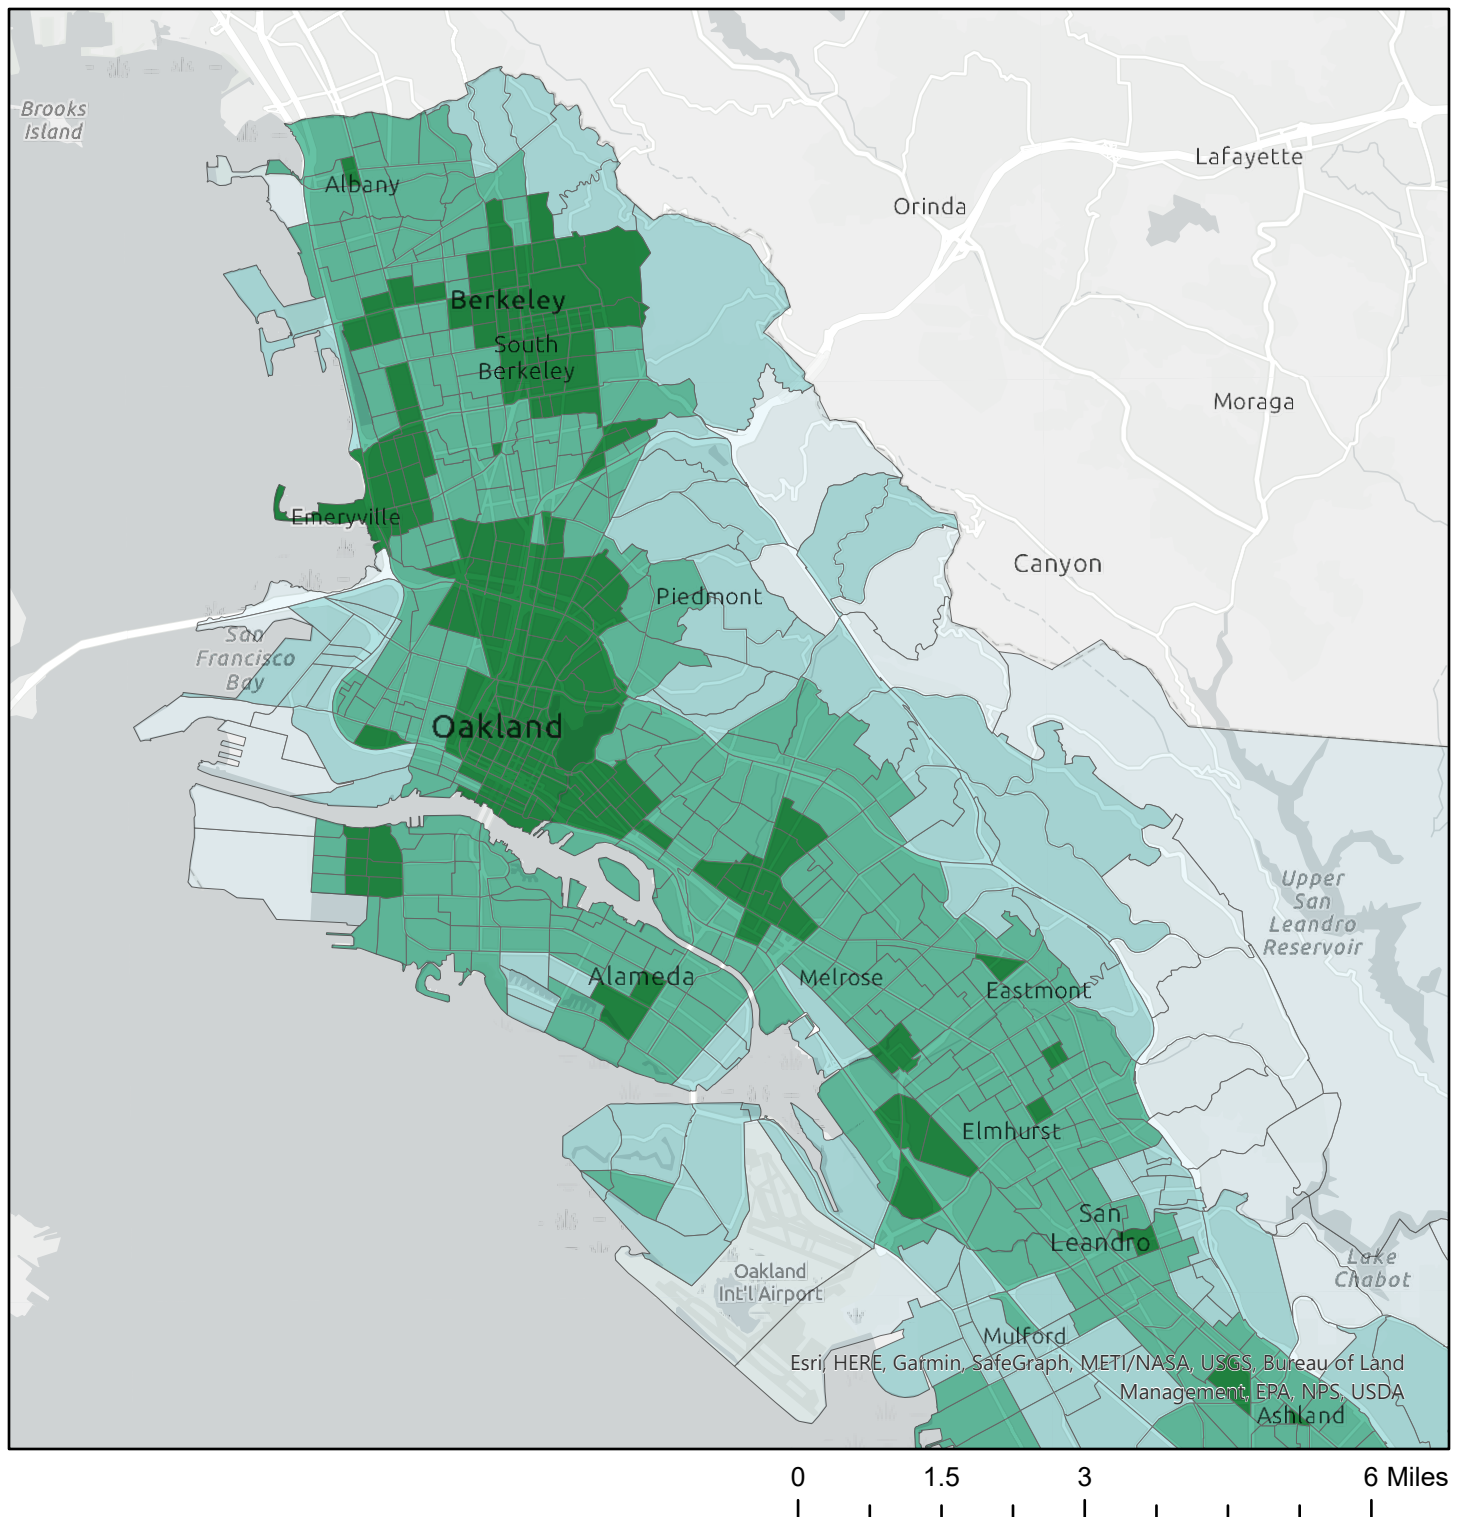 Brooks
Island
Lafayette
Albany
Orinda
Berkeley
South
Berkeley
Moraga
Emeryville
Canyon
Piedmont
San
Francisco
Bay
Oakland
Upper
San
Leandro
Reservoir
Alameda
Melrose
Eastmont
Elmhurst
San
Leandro
Lake
Chabot
Oakland
Int'l Airport
Mulford
Esri, HERE, Garmin, SafeGraph, METI/NASA, USGS, Bureau of Land
Management, EPA, NPS, USDA
Ashland
0 1.5 3 6 Miles